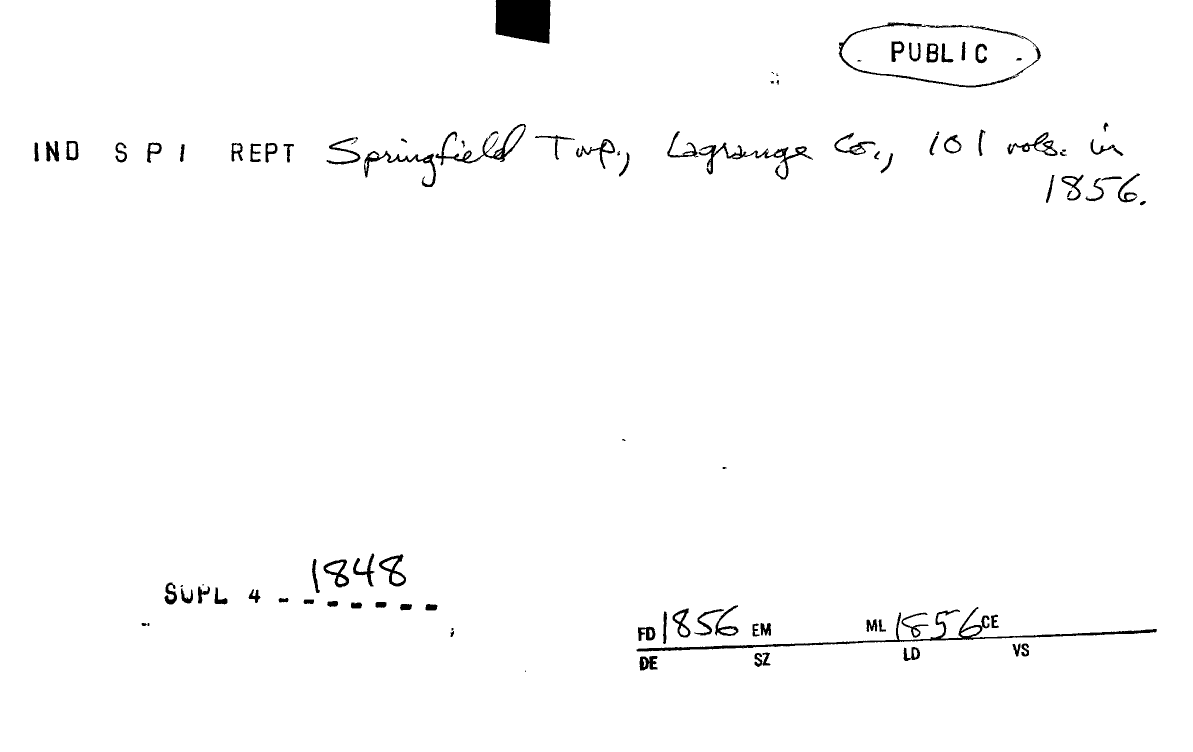 PUBLIC
IND S P I REPT Springfield Twp., Lagrange Co., 101 vols. in
1856.
SUPL 4 - 1848
FD 1856 EM ML 1856 CE
DE SZ LD VS